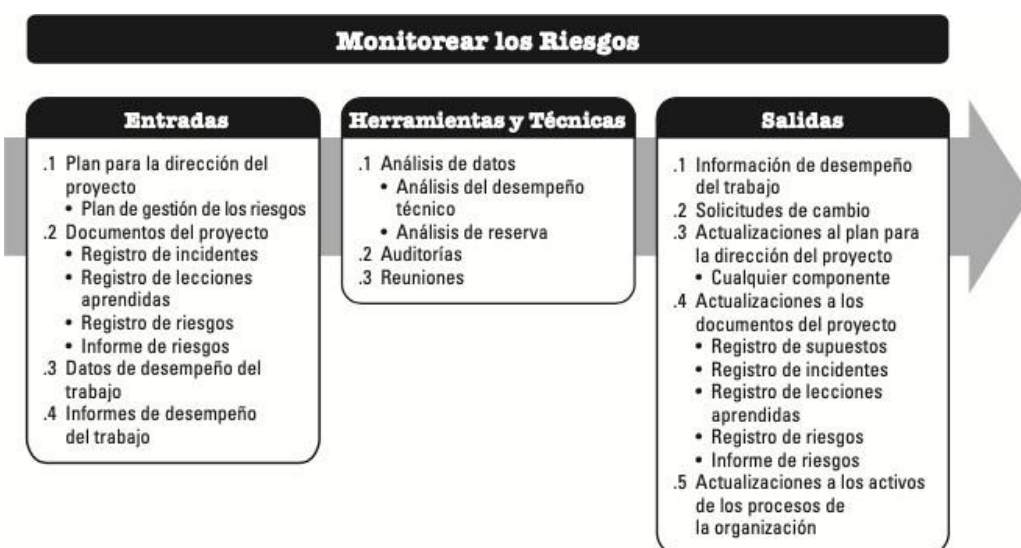 Monitorear los Riesgos
Entradas
.1 Plan para la dirección del
proyecto
• Plan de gestión de los riesgos
.2 Documentos del proyecto
• Registro de incidentes
• Registro de lecciones
aprendidas
• Registro de riesgos
• Informe de riesgos
.3 Datos de desempeño del
trabajo
.4 Informes de desempeño
del trabajo
Herramientas y Técnicas
.1 Análisis de datos
• Análisis del desempeño
técnico
• Análisis de reserva
.2 Auditorías
.3 Reuniones
Salidas
.1 Información de desempeño
del trabajo
.2 Solicitudes de cambio
.3 Actualizaciones al plan para
la dirección del proyecto
• Cualquier componente
.4 Actualizaciones a los
documentos del proyecto
• Registro de supuestos
• Registro de incidentes
• Registro de lecciones
aprendidas
• Registro de riesgos
• Informe de riesgos
.5 Actualizaciones a los activos
de los procesos de
la organización